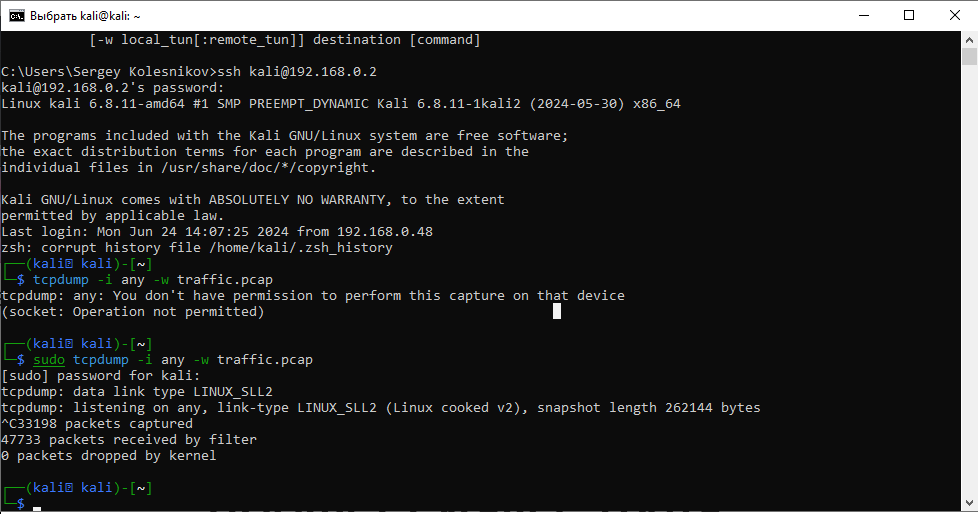 Выбрать kali@kali: ~
[-w local_tun[:remote_tun]] destination [command]
C:\Users\Sergey Kolesnikov>ssh kali@192.168.0.2
kali@192.168.0.2's password:
Linux kali 6.8.11-amd64 #1 SMP PREEMPT_DYNAMIC Kali 6.8.11-1kali2 (2024-05-30) x86_64
The programs included with the Kali GNU/Linux system are free software;
the exact distribution terms for each program are described in the
individual files in /usr/share/doc/*/copyright.
Kali GNU/Linux comes with ABSOLUTELY NO WARRANTY, to the extent
permitted by applicable law.
Last login: Mon Jun 24 14:07:25 2024 from 192.168.0.48
zsh: corrupt history file /home/kali/.zsh_history
┌──(kali⍰ kali)-[~]
└─$ tcpdump -i any -w traffic.pcap
tcpdump: any: You don't have permission to perform this capture on that device
(socket: Operation not permitted)
┌──(kali⍰ kali)-[~]
└─$ sudo tcpdump -i any -w traffic.pcap
[sudo] password for kali:
tcpdump: data link type LINUX_SLL2
tcpdump: listening on any, link-type LINUX_SLL2 (Linux cooked v2), snapshot length 262144 bytes
^C33198 packets captured
47733 packets received by filter
0 packets dropped by kernel
┌──(kali⍰ kali)-[~]
└─$